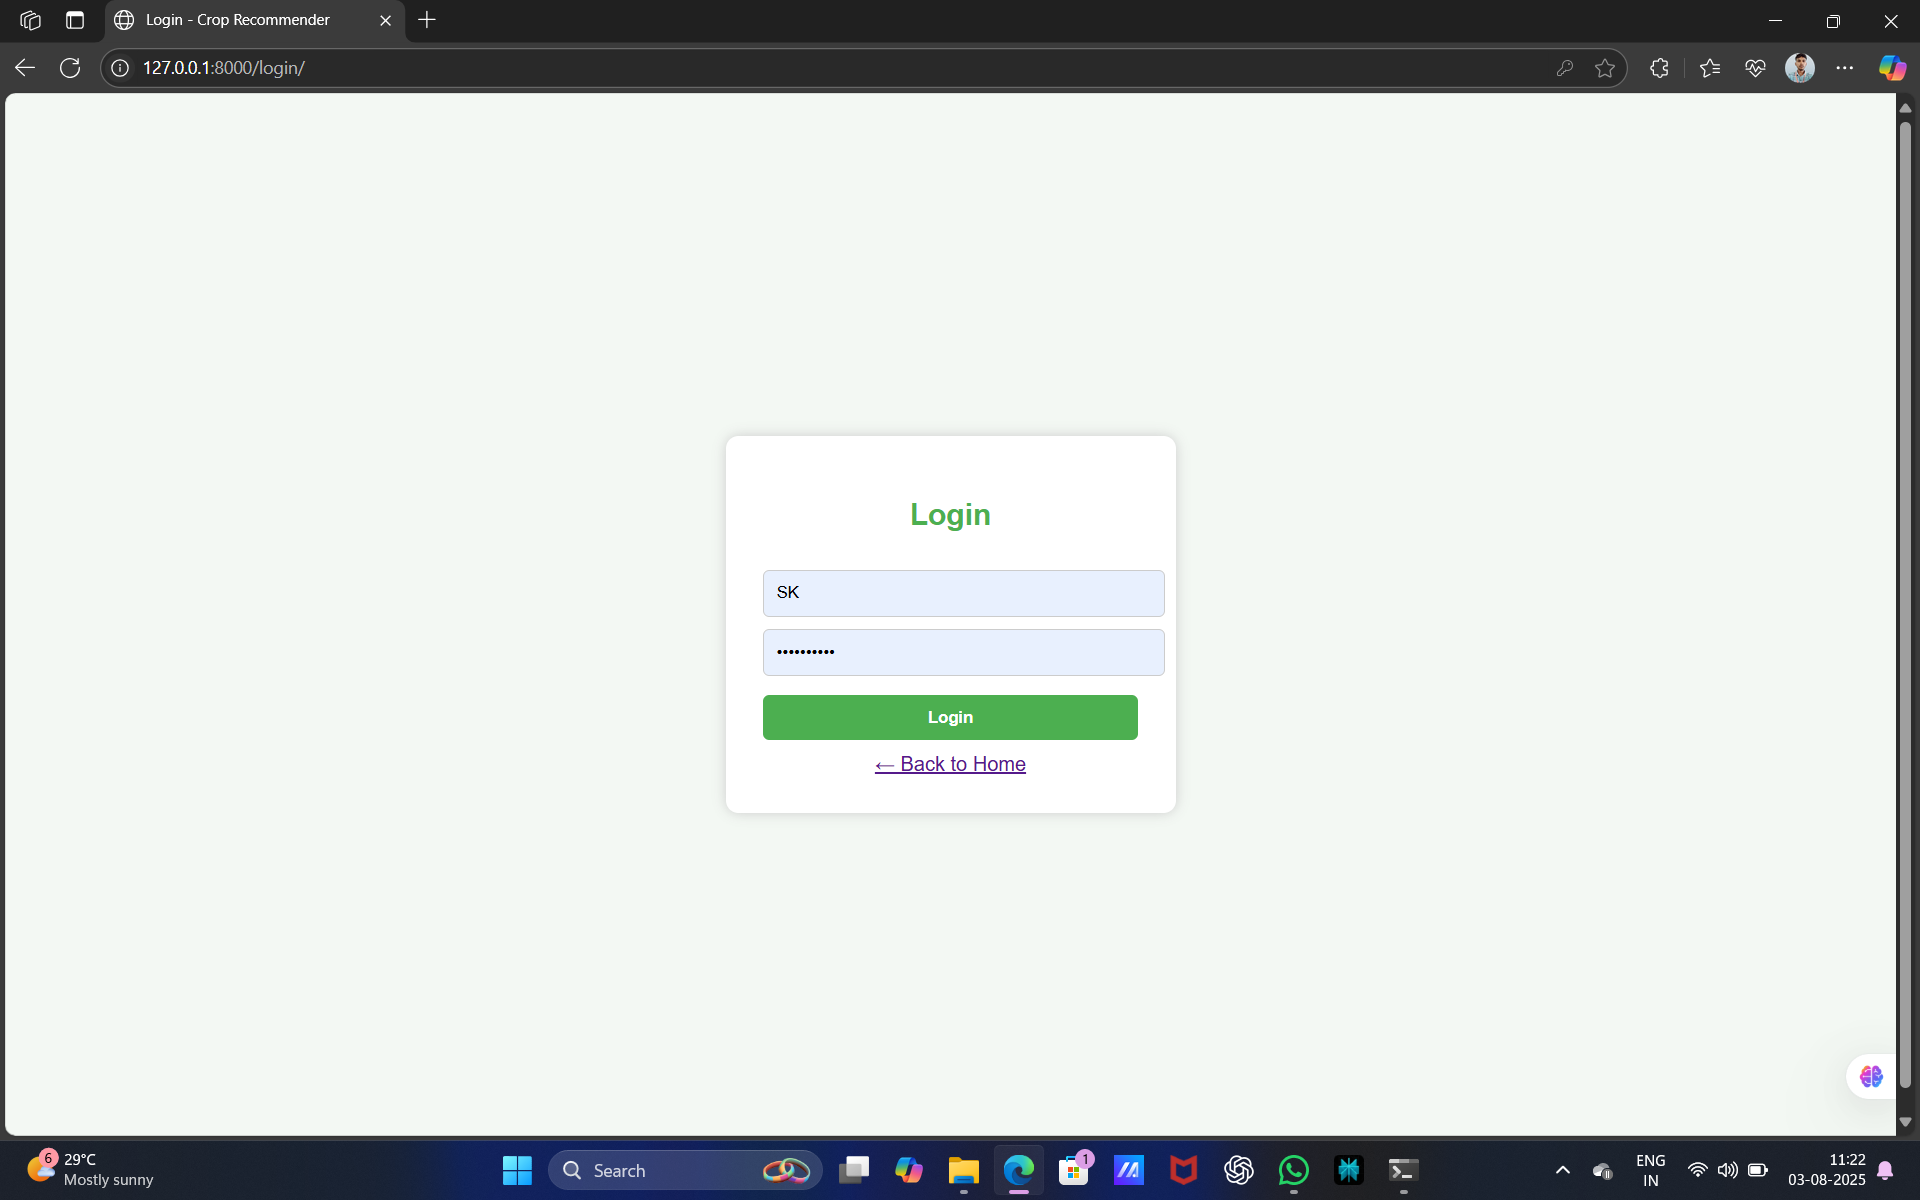 Login - Crop Recommender
127.0.0.1:8000/login/
Login
SK
••••••••••
Login
← Back to Home
6
29°C
Mostly sunny
Search
1
ENG
IN
11:22
03-08-2025